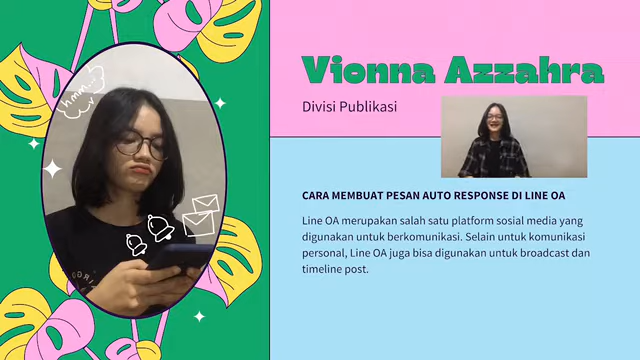 hmm...
Vionna Azzahra
Divisi Publikasi
CARA MEMBUAT PESAN AUTO RESPONSE DI LINE OA
Line OA merupakan salah satu platform sosial media yang
digunakan untuk berkomunikasi. Selain untuk komunikasi
personal, Line OA juga bisa digunakan untuk broadcast dan
timeline post.